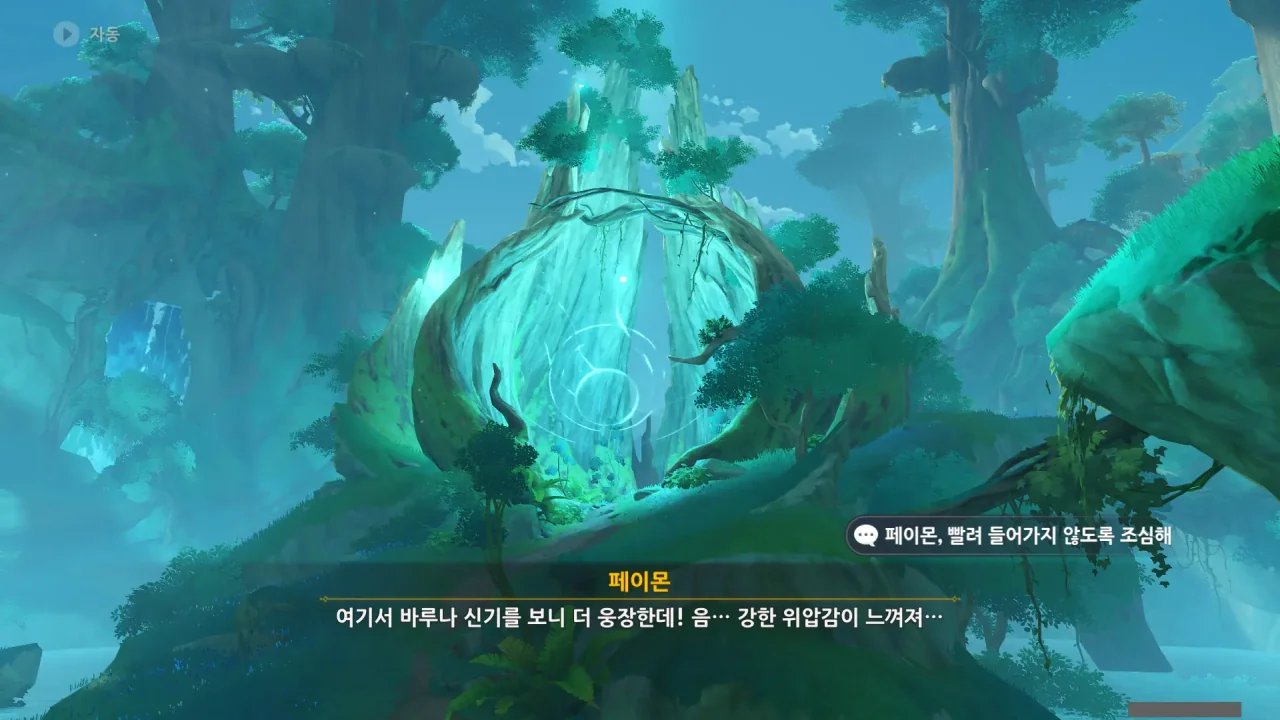 자동
페이몬, 빨려 들어가지 않도록 조심해
페이몬
여기서 바루나 신기를 보니 더 웅장한데! 음… 강한 위압감이 느껴져…